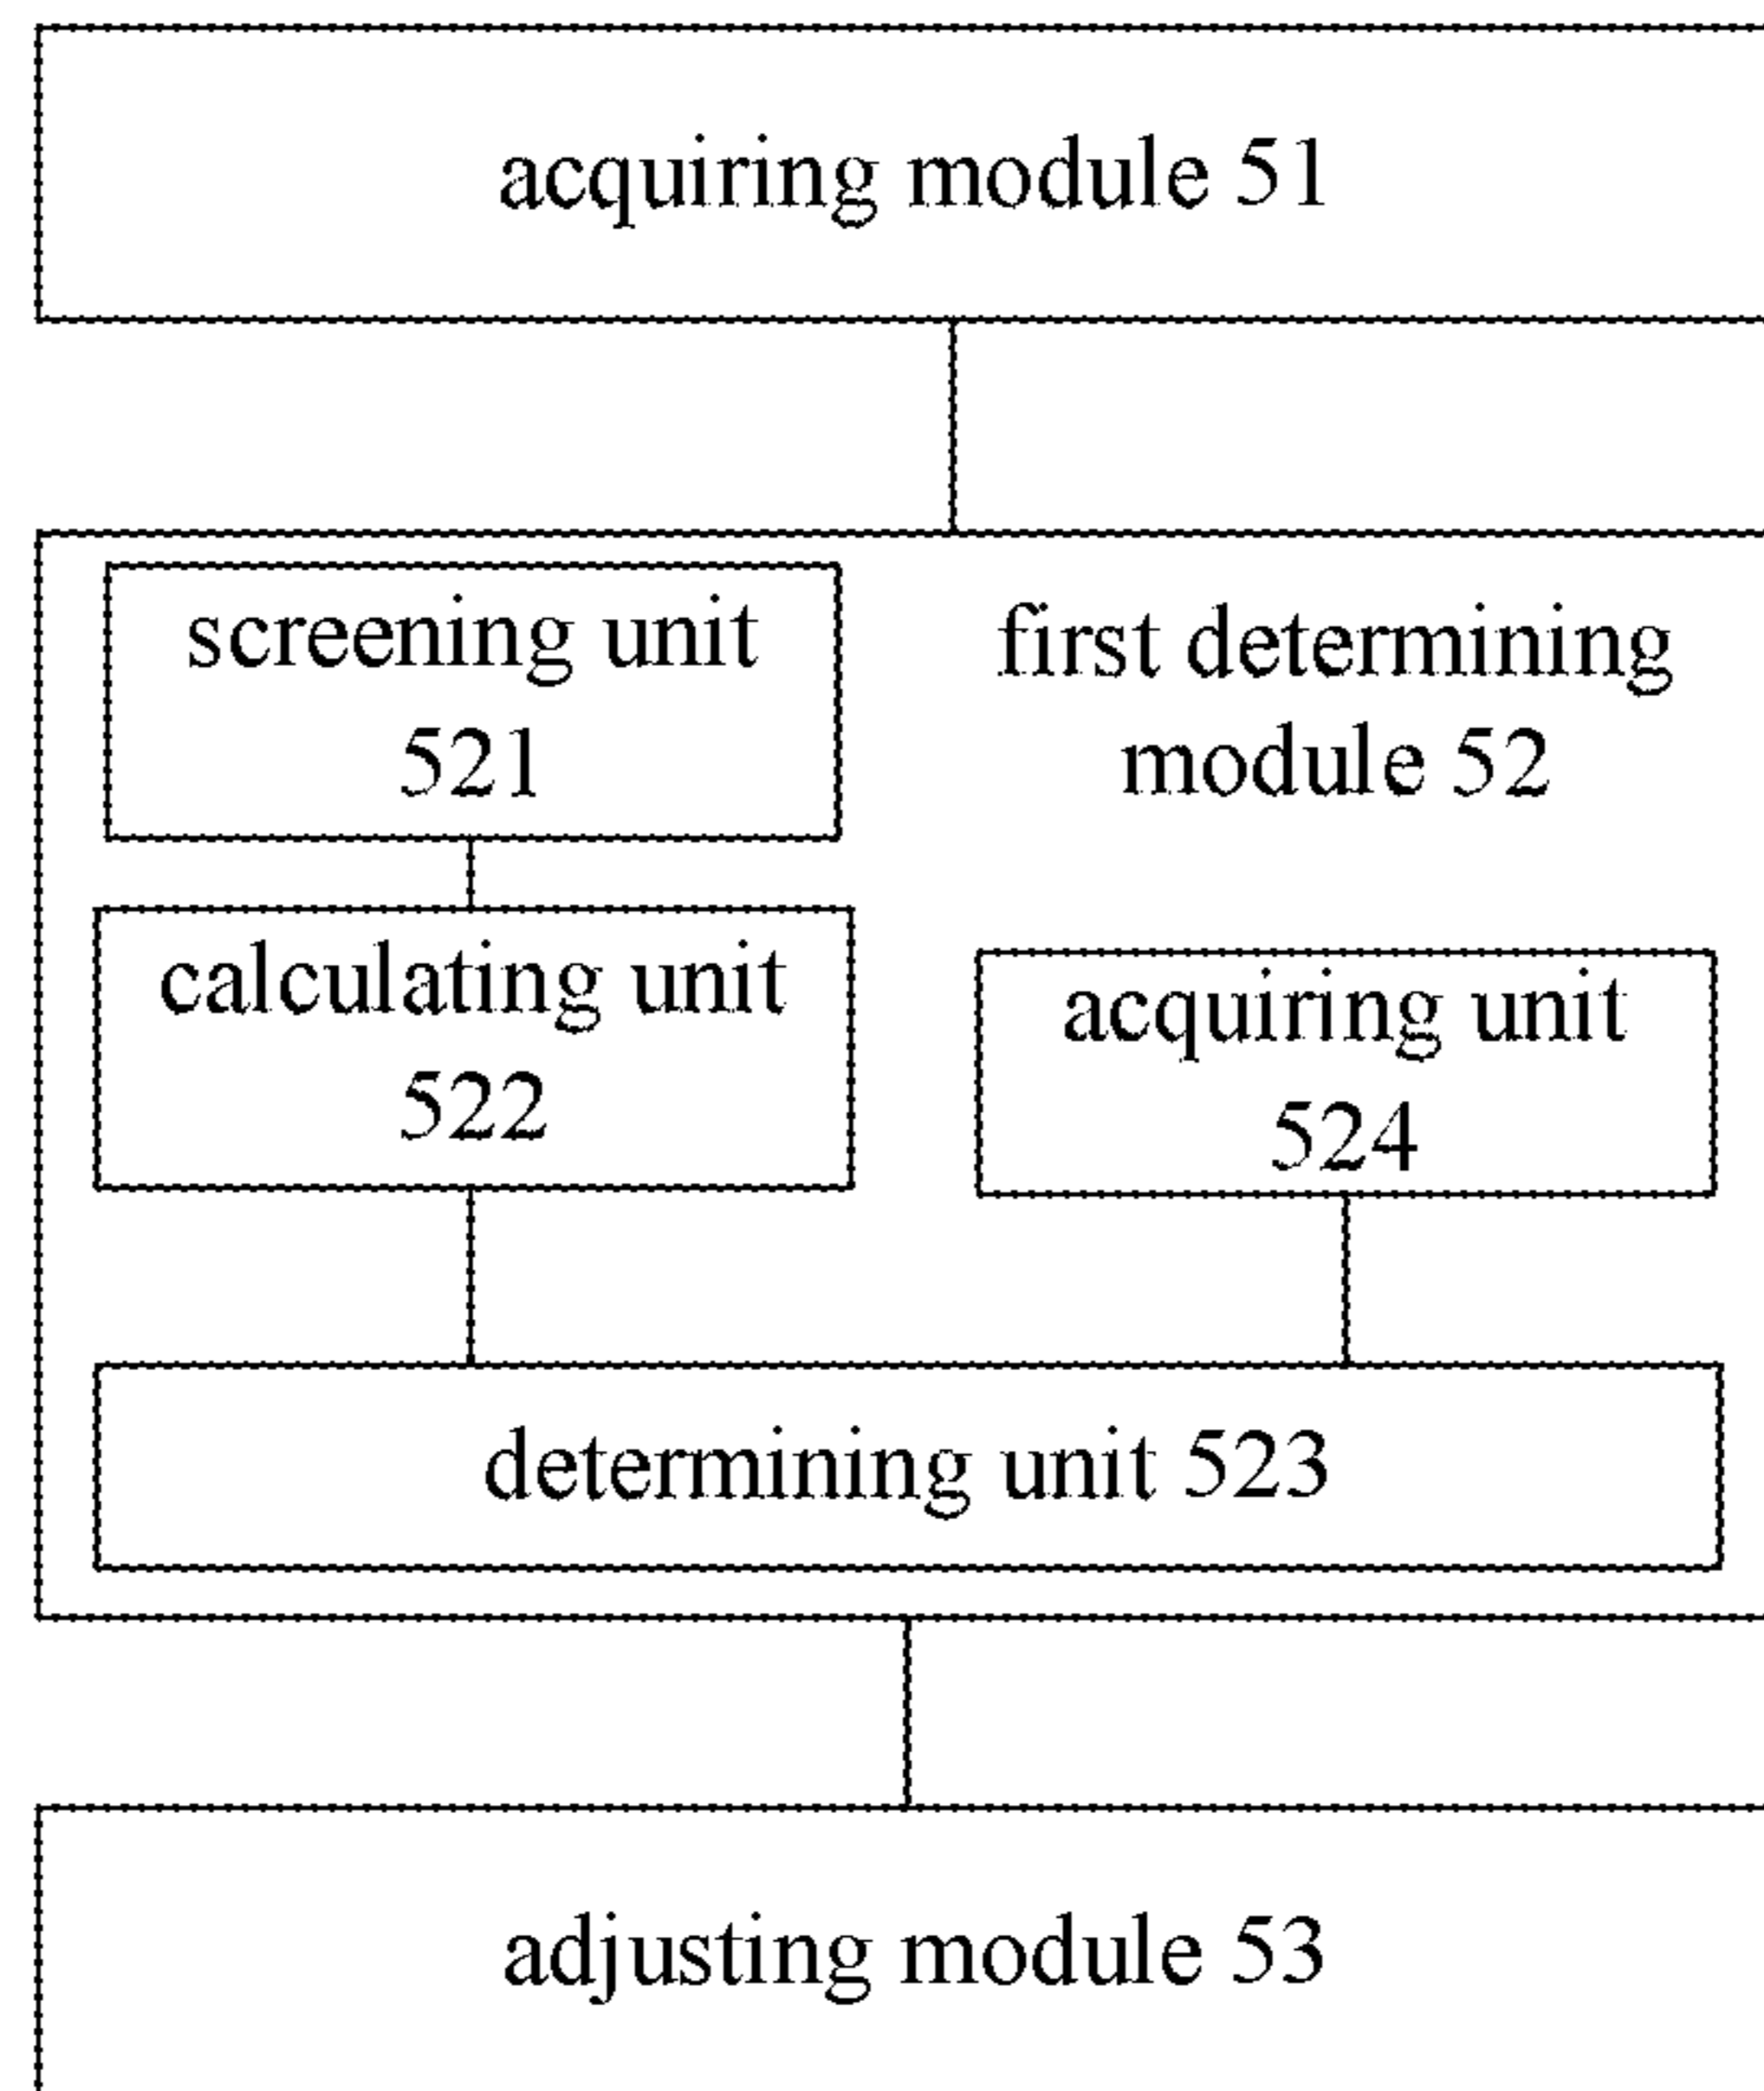 acquiring module 51
screening unit
521
first determining
module 52
calculating unit
522
acquiring unit
524
determining unit 523
adjusting module 53